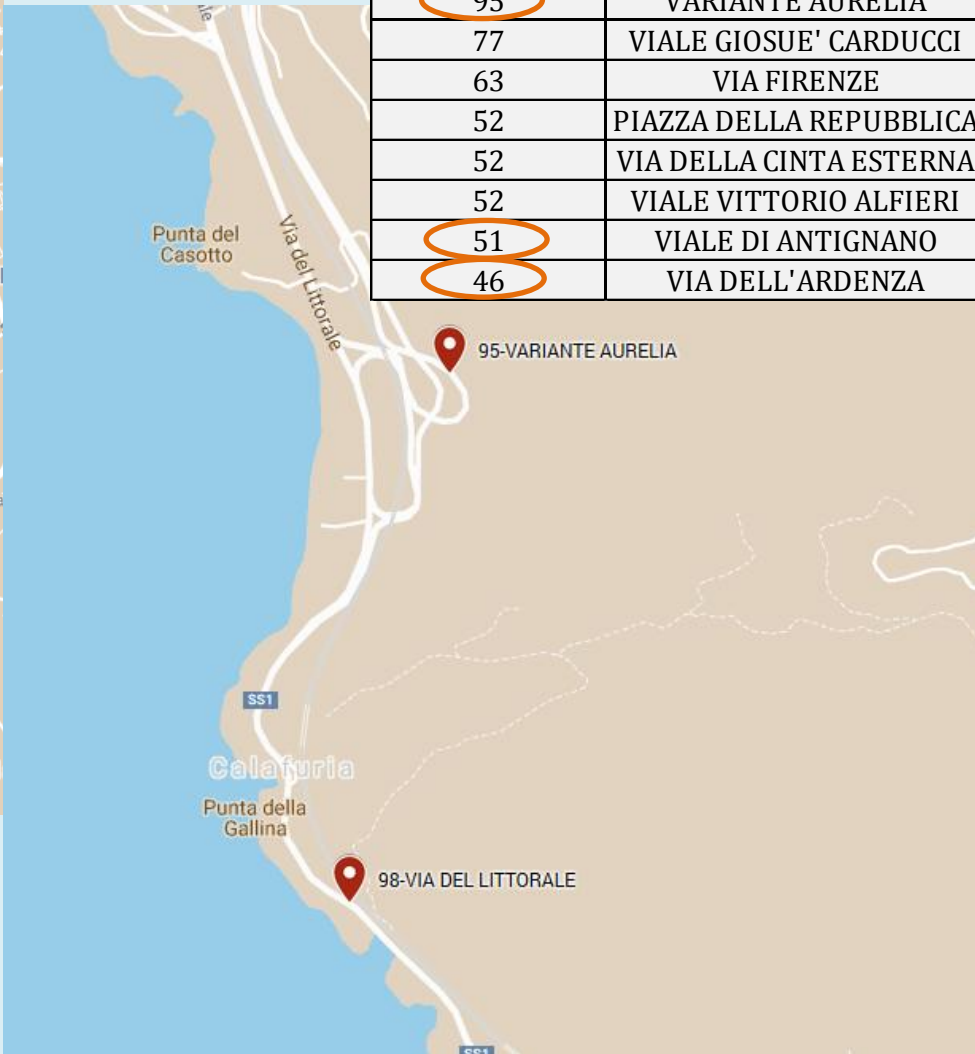 95 VARIANTE AURELIA
77 VIALE GIOSUE' CARDUCCI
63 VIA FIRENZE
52 PIAZZA DELLA REPUBBLICA
52 VIA DELLA CINTA ESTERNA
52 VIALE VITTORIO ALFIERI
51 VIALE DI ANTIGNANO
46 VIA DELL'ARDENZA
Punta del
Casotto
Via del Littorale
95-VARIANTE AURELIA
SS1
Calafuria
Punta della
Gallina
98-VIA DEL LITTORALE
SS1